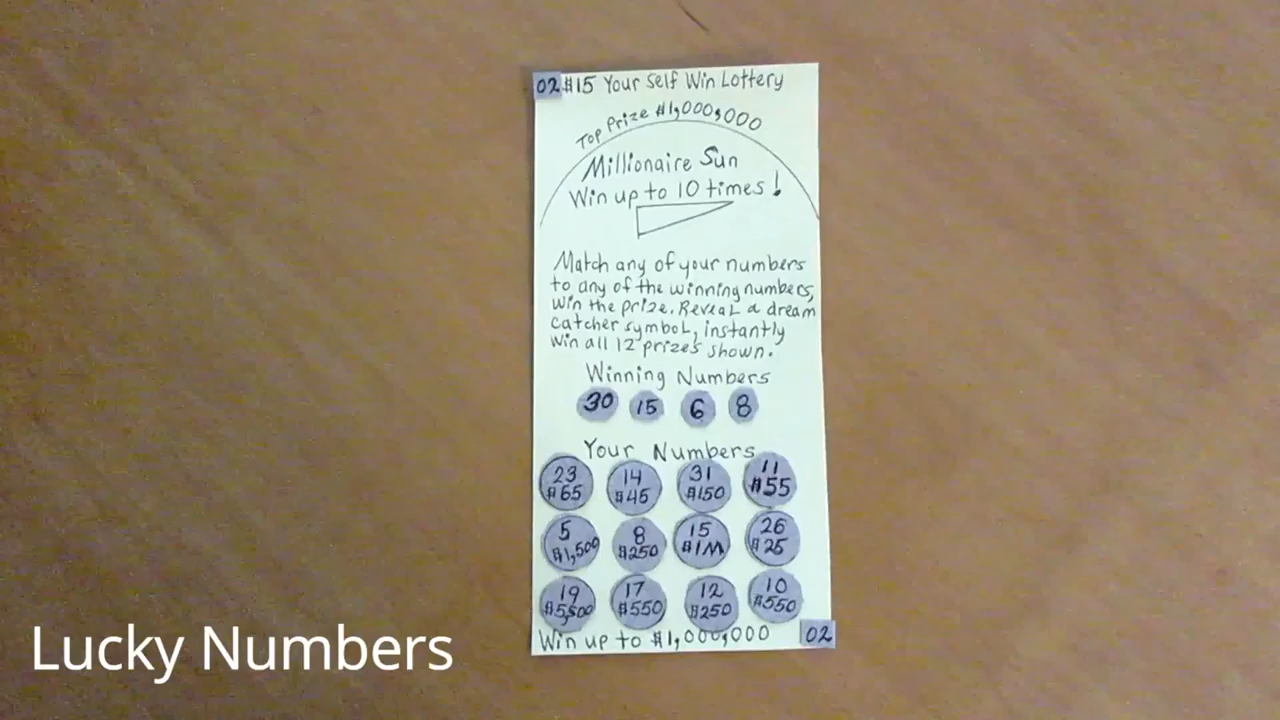 02 $15 Your Self Win Lottery
Top Prize $1,000,000
Millionaire Sun
Win up to 10 times!
Match any of your numbers
to any of the winning numbers,
win the prize. Reveal a dream
catcher symbol, instantly
win all 12 prizes shown.
Winning Numbers
30 15 6 8
Your Numbers
23 14 31 11
$65 $45 $150 $55
5 8 15 26
$1,500 $250 $1M $25
19 17 12 10
$5,500 $550 $250 $550
Win up to $1,000,000 02
Lucky Numbers